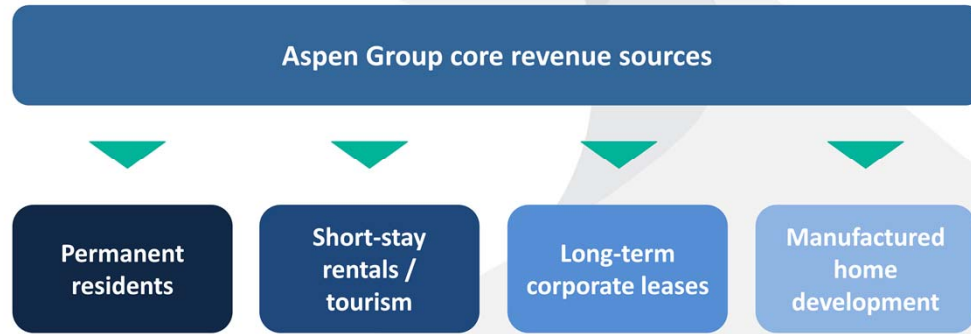 Aspen Group core revenue sources
Permanent
residents
Short-stay
rentals /
tourism
Long-term
corporate leases
Manufactured
home
development